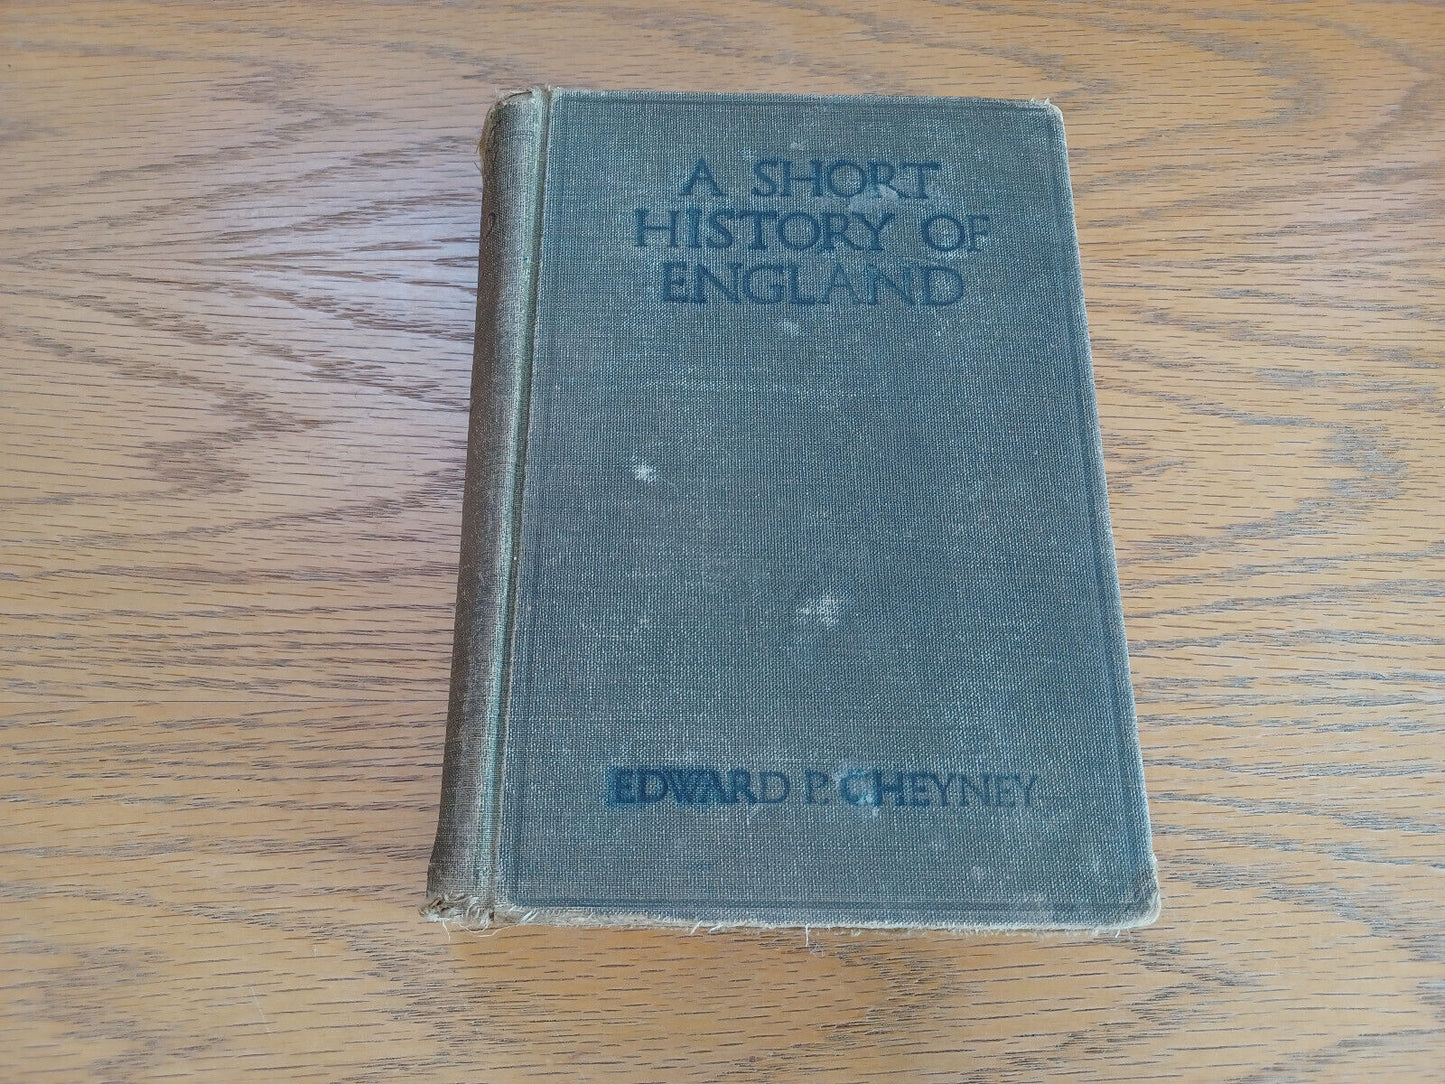 A SHORT
HISTORY OF
ENGLAND
EDWARD P. CHEYNEY